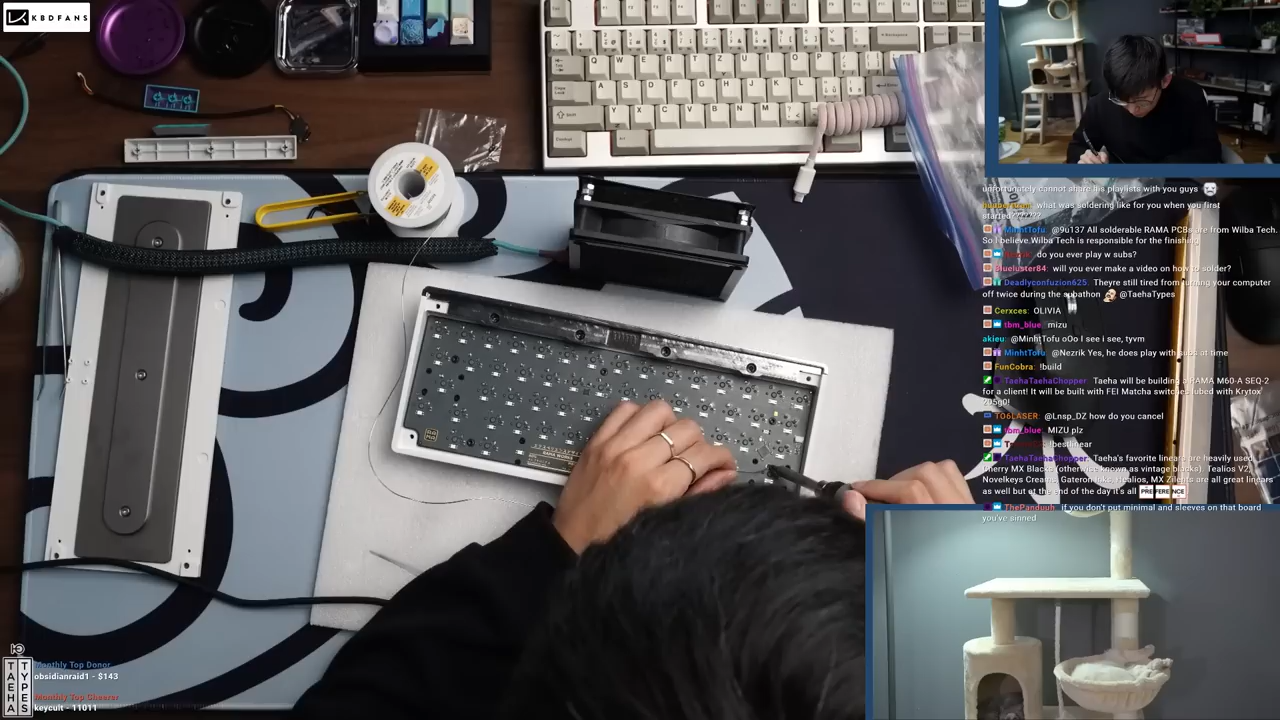 KBDFANS
unfortunately cannot share his playlists with you guys
what was soldering like for you when you first
started??????
MinhtTofu: @9u137 All solderable RAMA PCBs are from Wilba Tech.
So I believe Wilba Tech is responsible for the finishing
do you ever play w subs?
blueluster84: will you ever make a video on how to solder?
Deadlyconfuzion625: Theyre still tired from turning your computer
off twice during the subathon @TaehaTypes
Cerxces: OLIVIA
tbm_blue: mizu
akieu: @MinhtTofu oOo I see i see, tyvm
MinhtTofu: @Nezrik Yes, he does play with subs at time
FunCobra: !build
TaehaTaehaChopper: Taeha will be building a RAMA M60-A SEQ-2
for a client! It will be built with FEI Matcha switches lubed with Krytox
205g0!
TO6LASER: @Lnsp_DZ how do you cancel
tbm_blue: MIZU plz
!bestlinear
TaehaTaehaChopper: Taeha's favorite linears are heavily used
Cherry MX Blacks (otherwise known as vintage blacks), Tealios V2,
Novelkeys Creams, Gateron Inks, Healios, MX Zilents are all great linears
as well but at the end of the day it's all PREFERENCE
ThePanduuh: if you don't put minimal and sleeves on that board
you've sinned
TAEHA
TYPES
Monthly Top Donor
obsidianraid1 - $143
Monthly Top Cheerer
keycult - 11011
Q W E R T Y U I O P
A S D F G H J K L
Z X C V B N M